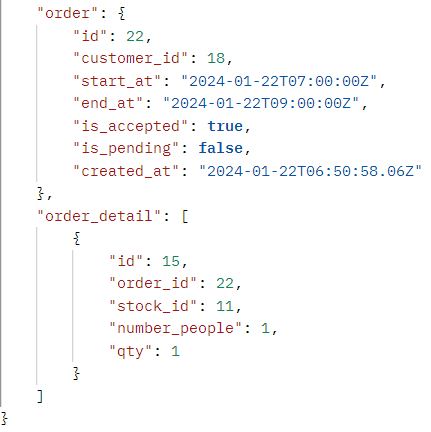 "order": {
"id": 22,
"customer_id": 18,
"start_at": "2024-01-22T07:00:00Z",
"end_at": "2024-01-22T09:00:00Z",
"is_accepted": true,
"is_pending": false,
"created_at": "2024-01-22T06:50:58.06Z"
},
"order_detail": [
{
"id": 15,
"order_id": 22,
"stock_id": 11,
"number_people": 1,
"qty": 1
}
]
}